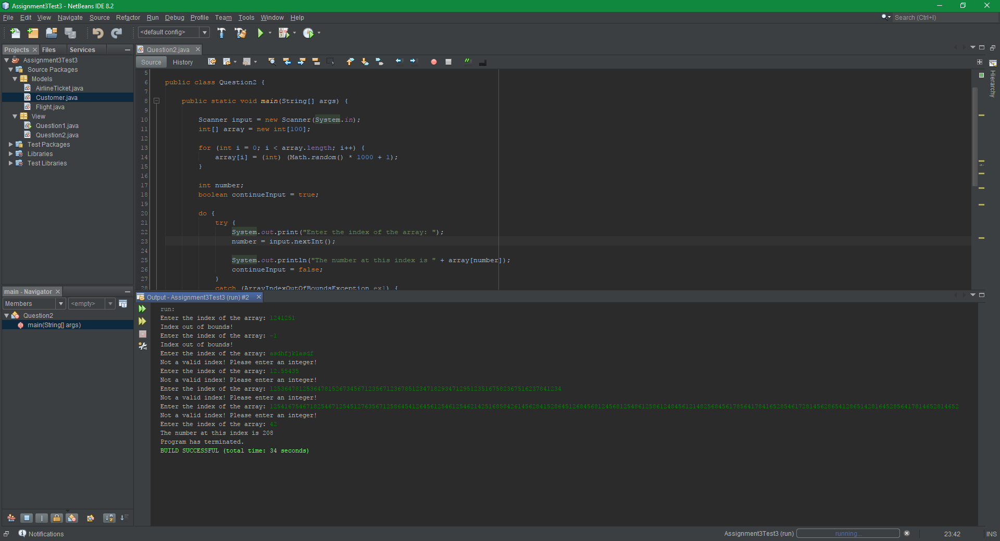 Assignment3Test3 - NetBeans IDE 8.2
File Edit View Navigate Source Refactor Run Debug Profile Team Tools Window Help
Search (Ctrl+I)
<default config>
Projects Files Services
Assignment3Test3
Source Packages
Models
AirlineTicket.java
Customer.java
Flight.java
View
Question1.java
Question2.java
Test Packages
Libraries
Test Libraries
Question2.java
Source History
5
6 public class Question2 {
7
8 public static void main(String[] args) {
9
10 Scanner input = new Scanner(System.in);
11 int[] array = new int[100];
12
13 for (int i = 0; i < array.length; i++) {
14 array[i] = (int) (Math.random() * 1000 + 1);
15 }
16
17 int number;
18 boolean continueInput = true;
19
20 do {
21 try {
22 System.out.print("Enter the index of the array: ");
23 number = input.nextInt();
24
25 System.out.println("The number at this index is " + array[number]);
26 continueInput = false;
27 }
28 catch (ArrayIndexOutOfBoundsException ex1) {
Hierarchy
main - Navigator
Members <empty>
Question2
main(String[] args)
Output - Assignment3Test3 (run) #2
run:
Enter the index of the array: 1241251
Index out of bounds!
Enter the index of the array: -1
Index out of bounds!
Enter the index of the array: asdhfjklasdf
Not a valid index! Please enter an integer!
Enter the index of the array: 12.55435
Not a valid index! Please enter an integer!
Enter the index of the array:
Not a valid index! Please enter an integer!
Enter the index of the array:
Not a valid index! Please enter an integer!
Enter the index of the array: 42
The number at this index is 208
Program has terminated.
BUILD SUCCESSFUL (total time: 34 seconds)
Notifications
Assignment3Test3 (run) running... 23:42 INS